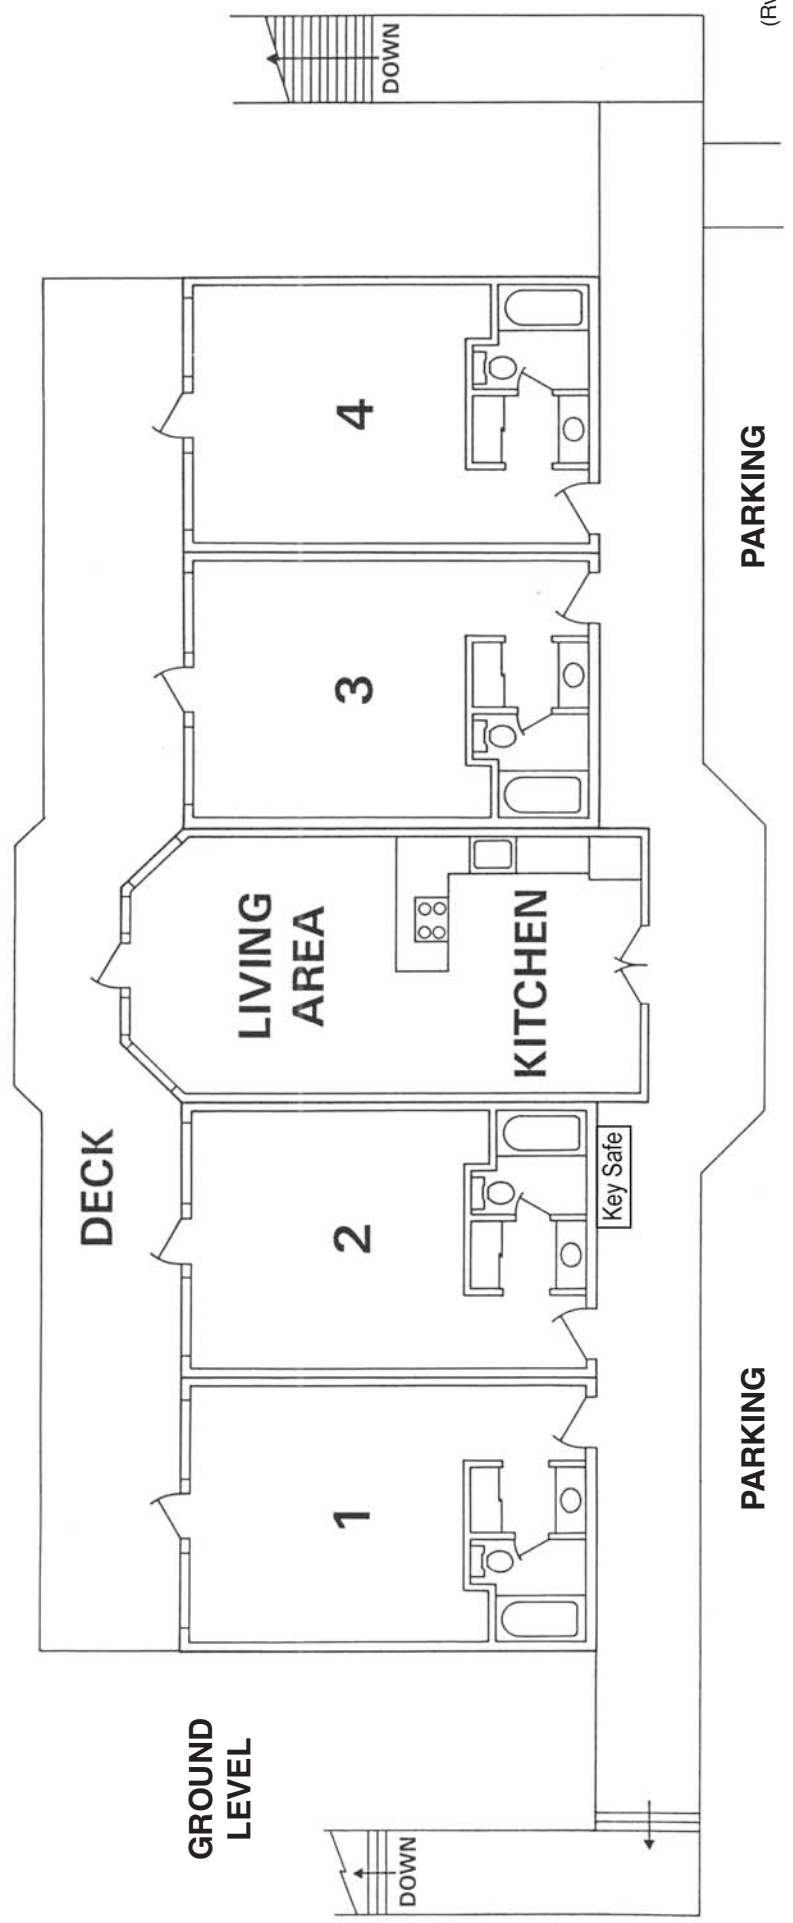 GROUND
LEVEL
DECK
DOWN
1
2
LIVING
AREA
KITCHEN
3
4
DOWN
Key Safe
PARKING
PARKING